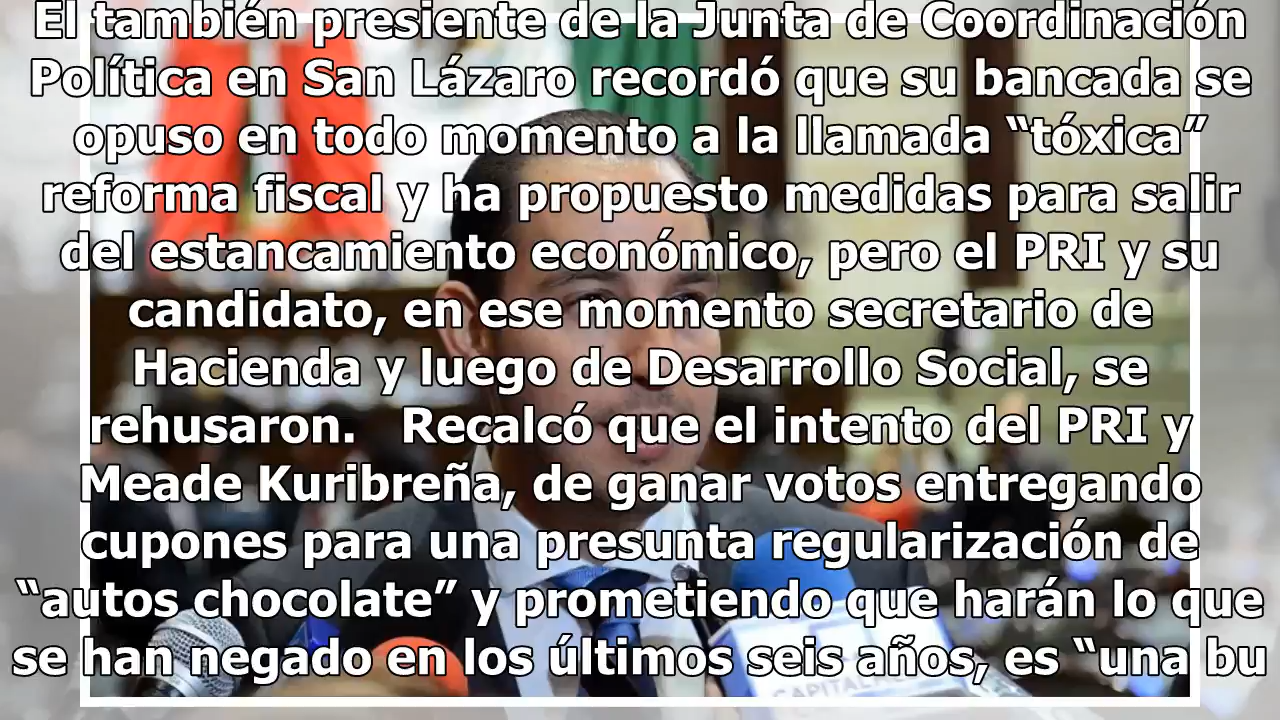 El también presiente de la Junta de Coordinación
Política en San Lázaro recordó que su bancada se
opuso en todo momento a la llamada “tóxica”
reforma fiscal y ha propuesto medidas para salir
del estancamiento económico, pero el PRI y su
candidato, en ese momento secretario de
Hacienda y luego de Desarrollo Social, se
rehusaron. Recalcó que el intento del PRI y
Meade Kuribreña, de ganar votos entregando
cupones para una presunta regularización de
“autos chocolate” y prometiendo que harán lo que
se han negado en los últimos seis años, es “una bu
CAPITAL